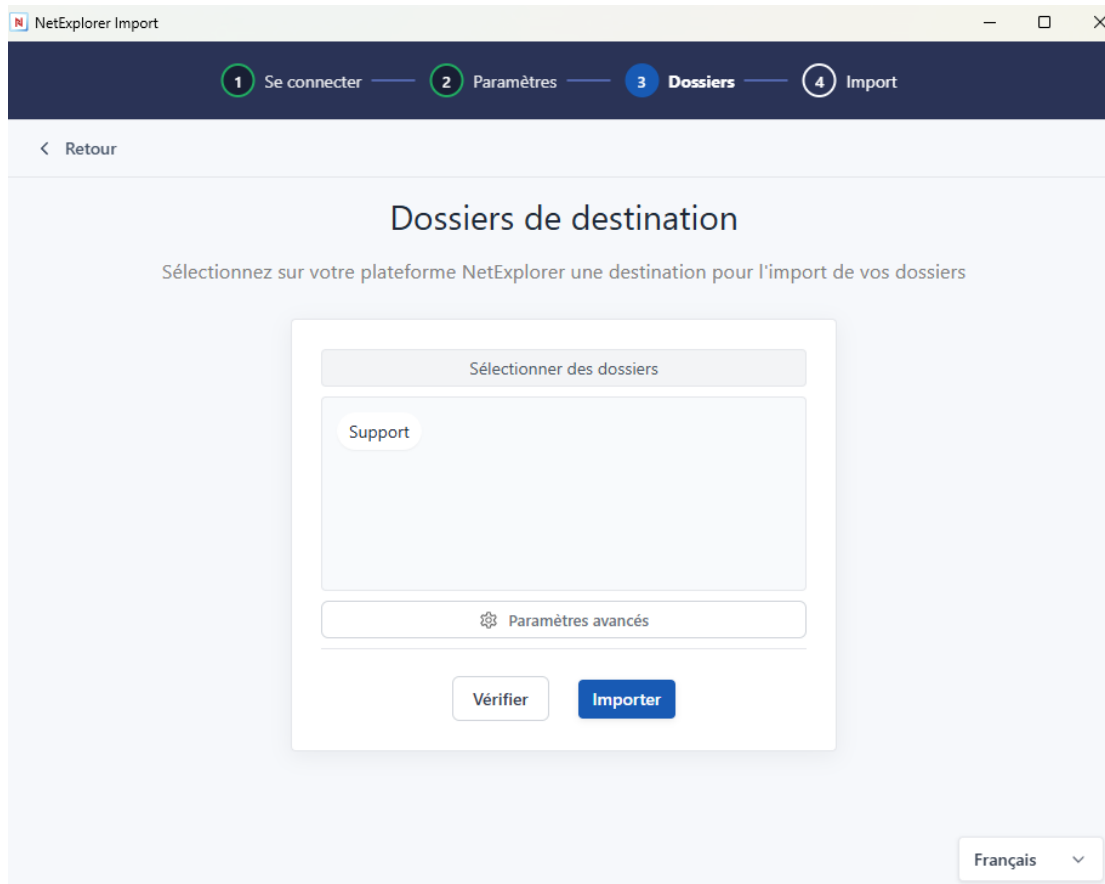 NetExplorer Import
1 Se connecter 2 Paramètres 3 Dossiers 4 Import
Retour
Dossiers de destination
Sélectionnez sur votre plateforme NetExplorer une destination pour l'import de vos dossiers
Sélectionner des dossiers
Support
Paramètres avancés
Vérifier Importer
Français